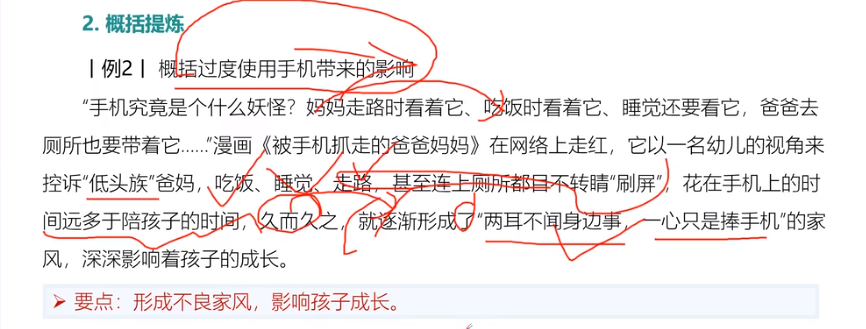 2. 概括提炼
丨例2丨 概括过度使用手机带来的影响
“手机究竟是个什么妖怪？妈妈走路时看着它、吃饭时看着它、睡觉还要看它，爸爸去
厕所也要带着它......”漫画《被手机抓走的爸爸妈妈》在网络上走红，它以一名幼儿的视角来
控诉“低头族”爸妈，吃饭、睡觉、走路，甚至连上厕所都目不转睛“刷屏”，花在手机上的时
间远多于陪孩子的时间，久而久之，就逐渐形成了“两耳不闻身边事，一心只是捧手机”的家
风，深深影响着孩子的成长。
➢ 要点：形成不良家风，影响孩子成长。